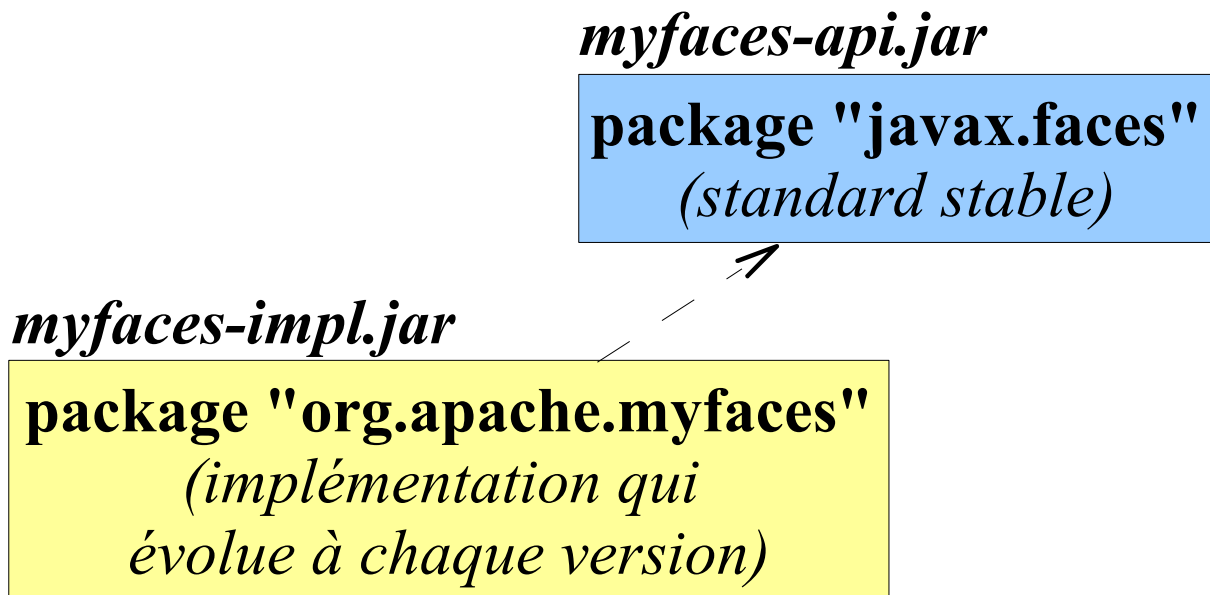 myfaces-api.jar
package "javax.faces"
(standard stable)
myfaces-impl.jar
package "org.apache.myfaces"
(implémentation qui
évolue à chaque version)